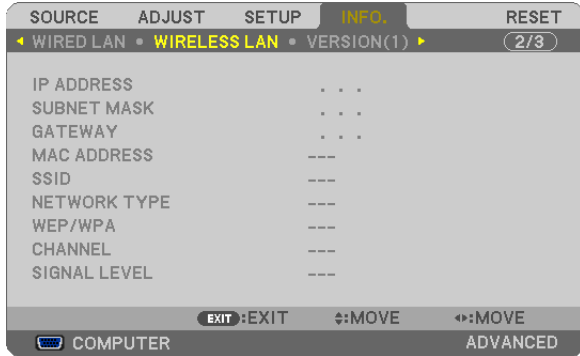 SOURCE ADJUST SETUP INFO. RESET
WIRED LAN • WIRELESS LAN • VERSION(1) 2/3
IP ADDRESS . . .
SUBNET MASK . . .
GATEWAY . . .
MAC ADDRESS ---
SSID ---
NETWORK TYPE ---
WEP/WPA ---
CHANNEL ---
SIGNAL LEVEL ---
EXIT :EXIT :MOVE :MOVE
COMPUTER ADVANCED